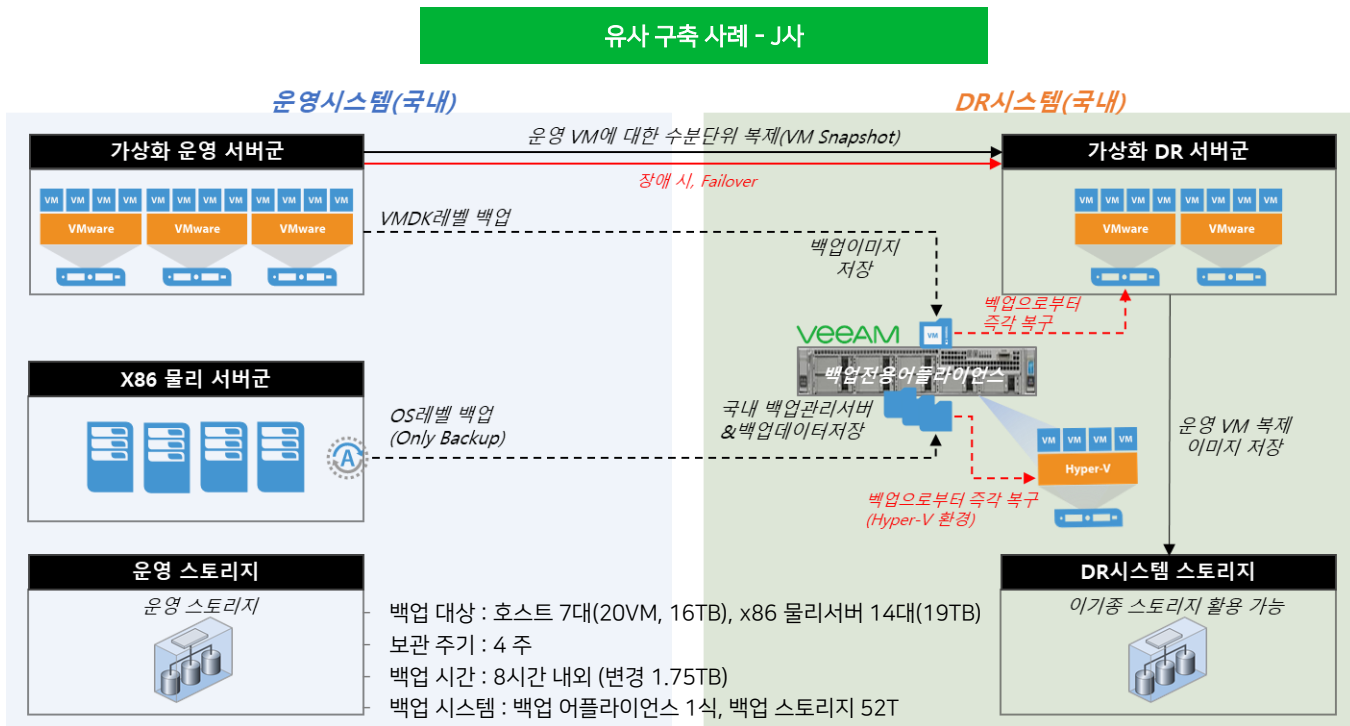 유사 구축 사례 - J사
운영시스템(국내)
DR시스템(국내)
가상화 운영 서버군
운영 VM에 대한 수분단위 복제(VM Snapshot)
장애 시, Failover
가상화 DR 서버군
VM VM VM VM VM VM VM VM VM VM VM VM
VMware VMware VMware
VMDK레벨 백업
VM VM VM VM VM VM VM VM
VMware VMware
백업이미지
저장
벡업으로부터
즉각 복구
veeAM
VM
백업전용어플라이언스
X86 물리 서버군
OS레벨 백업
(Only Backup)
A
국내 백업관리서버
&백업데이터저장
VM VM VM VM
Hyper-V
벡업으로부터 즉각 복구
(Hyper-V 환경)
운영 VM 복제
이미지 저장
운영 스토리지
운영 스토리지
DR시스템 스토리지
이기종 스토리지 활용 가능
- 백업 대상 : 호스트 7대(20VM, 16TB), x86 물리서버 14대(19TB)
- 보관 주기 : 4 주
- 백업 시간 : 8시간 내외 (변경 1.75TB)
- 백업 시스템 : 백업 어플라이언스 1식, 백업 스토리지 52T